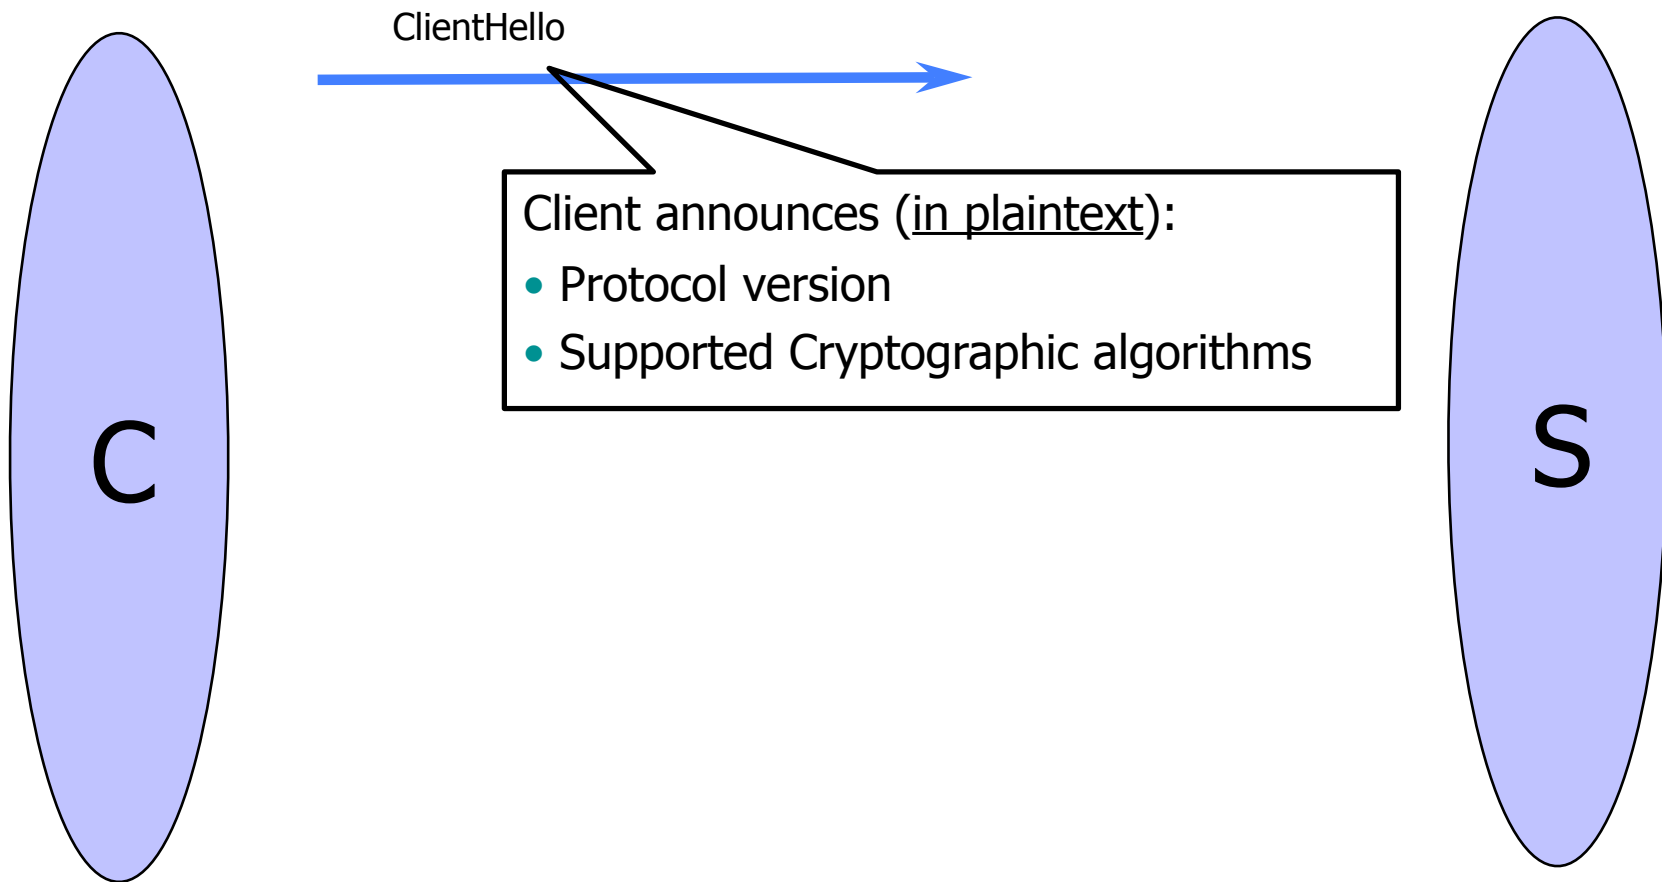 ClientHello
Client announces (in plaintext):
• Protocol version
• Supported Cryptographic algorithms
C
S